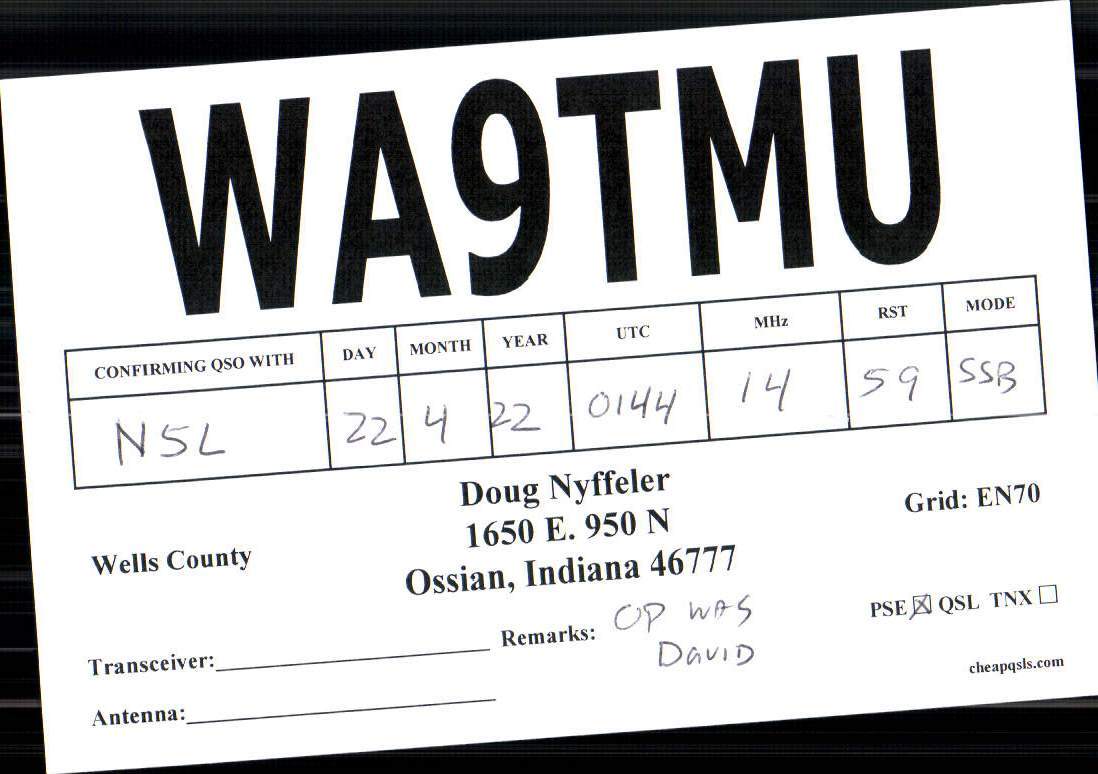 WA9TMU
CONFIRMING QSO WITH DAY MONTH YEAR UTC MHz RST MODE
N5L 22 4 22 0144 14 59 SSB
Doug Nyffeler
1650 E. 950 N
Ossian, Indiana 46777
Grid: EN70
Wells County
PSE ☒ QSL TNX ☐
Transceiver:
Remarks: OP WAS
DAVID
cheapqsls.com
Antenna: